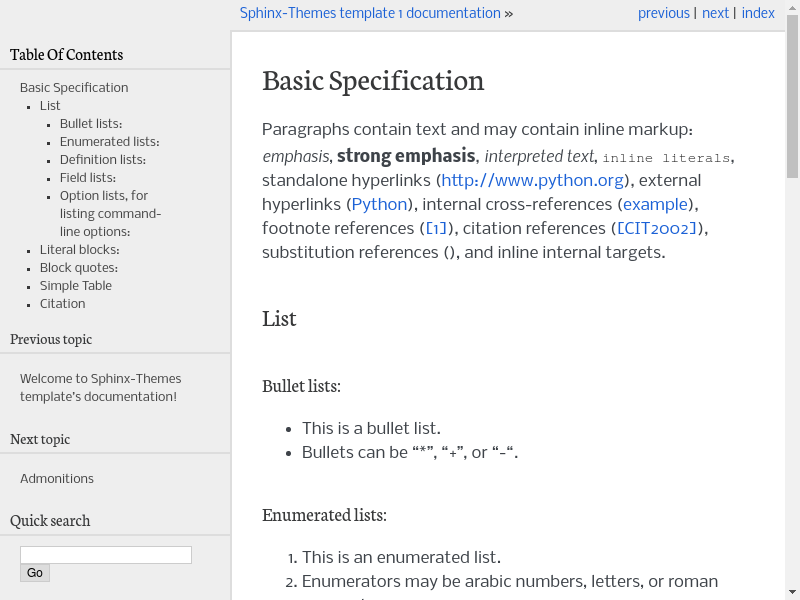 Sphinx-Themes template 1 documentation »
previous | next | index
Table Of Contents
Basic Specification
List
Bullet lists:
Enumerated lists:
Definition lists:
Field lists:
Option lists, for
listing command-
line options:
Literal blocks:
Block quotes:
Simple Table
Citation
Previous topic
Welcome to Sphinx-Themes
template's documentation!
Next topic
Admonitions
Quick search
Go
Basic Specification
Paragraphs contain text and may contain inline markup:
emphasis, strong emphasis, interpreted text, inline literals,
standalone hyperlinks (http://www.python.org), external
hyperlinks (Python), internal cross-references (example),
footnote references ([1]), citation references ([CIT2002]),
substitution references (), and inline internal targets.
List
Bullet lists:
• This is a bullet list.
• Bullets can be “*”, “+”, or “-“.
Enumerated lists:
1. This is an enumerated list.
2. Enumerators may be arabic numbers, letters, or roman